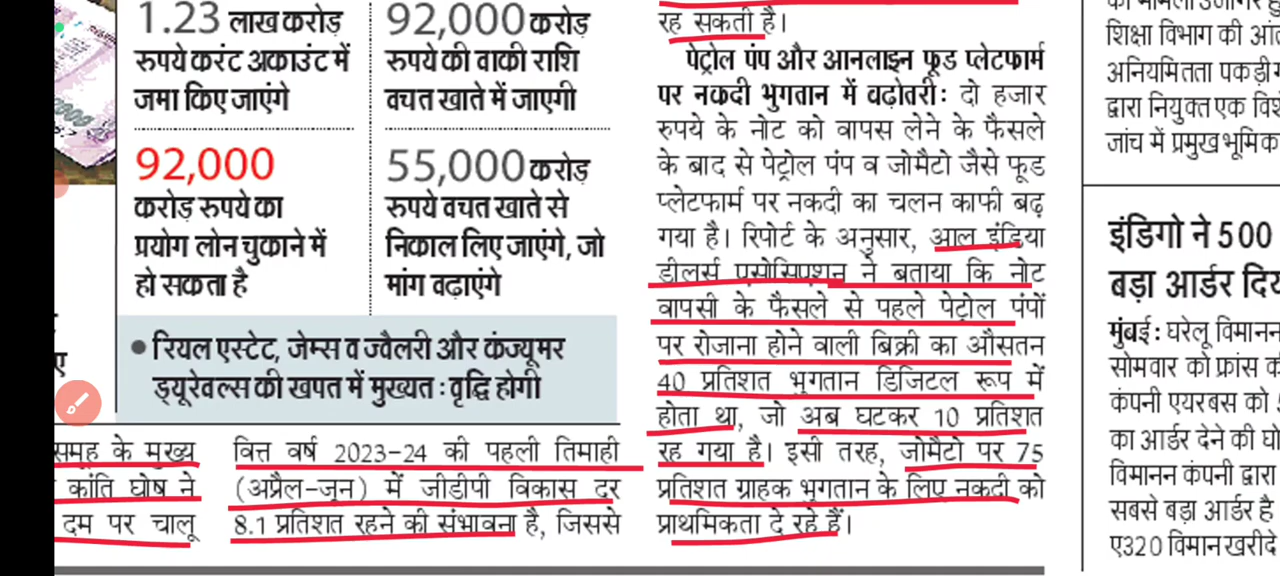 1.23 लाख करोड़
रुपये करंट अकाउंट में
जमा किए जाएंगे
92,000 करोड़
रुपये की वाकी राशि
वचत खाते में जाएगी
92,000
करोड़ रुपये का
प्रयोग लोन चुकाने में
हो सकता है
55,000 करोड़
रुपये वचत खाते से
निकाल लिए जाएंगे, जो
मांग वढाएंगे
रियल एस्टेट, जेम्स व ज्वैलरी और कंज्यूमर
ड्यूरेवल्स की खपत में मुख्यत: वृद्धि होगी
समूह के मुख्य
कांति घोष ने
दम पर चालू
वित्त वर्ष 2023-24 की पहली तिमाही
(अप्रैल-जून) में जीडीपी विकास दर
8.1 प्रतिशत रहने की संभावना है, जिससे
रह सकती है।
पेट्रोल पंप और आनलाइन फूड प्लेटफार्म
पर नकदी भुगतान में वढ़ोतरी: दो हजार
रुपये के नोट को वापस लेने के फैसले
के बाद से पेट्रोल पंप व जोमैटो जैसे फूड
प्लेटफार्म पर नकदी का चलन काफी बढ़
गया है। रिपोर्ट के अनुसार, आल इंडिया
डीलर्स एसोसिएशन ने बताया कि नोट
वापसी के फैसले से पहले पेट्रोल पंपों
पर रोजाना होने वाली बिक्री का औसतन
40 प्रतिशत भुगतान डिजिटल रूप में
होता था, जो अब घटकर 10 प्रतिशत
रह गया है। इसी तरह, जोमैटो पर 75
प्रतिशत ग्राहक भुगतान के लिए नकदी को
प्राथमिकता दे रहे हैं।
शिक्षा विभाग की
अनियमितता पकड़ी
द्वारा नियुक्त एक
जांच में प्रमुख भूमिक
इंडिगो ने 500
बड़ा आर्डर
मुंबई: घरेलू विमानन
सोमवार को फ्रांस
कंपनी एयरबस को
का आर्डर देने की
विमानन कंपनी द्वारा
सबसे बड़ा आर्डर है
ए320 विमान खरीदे